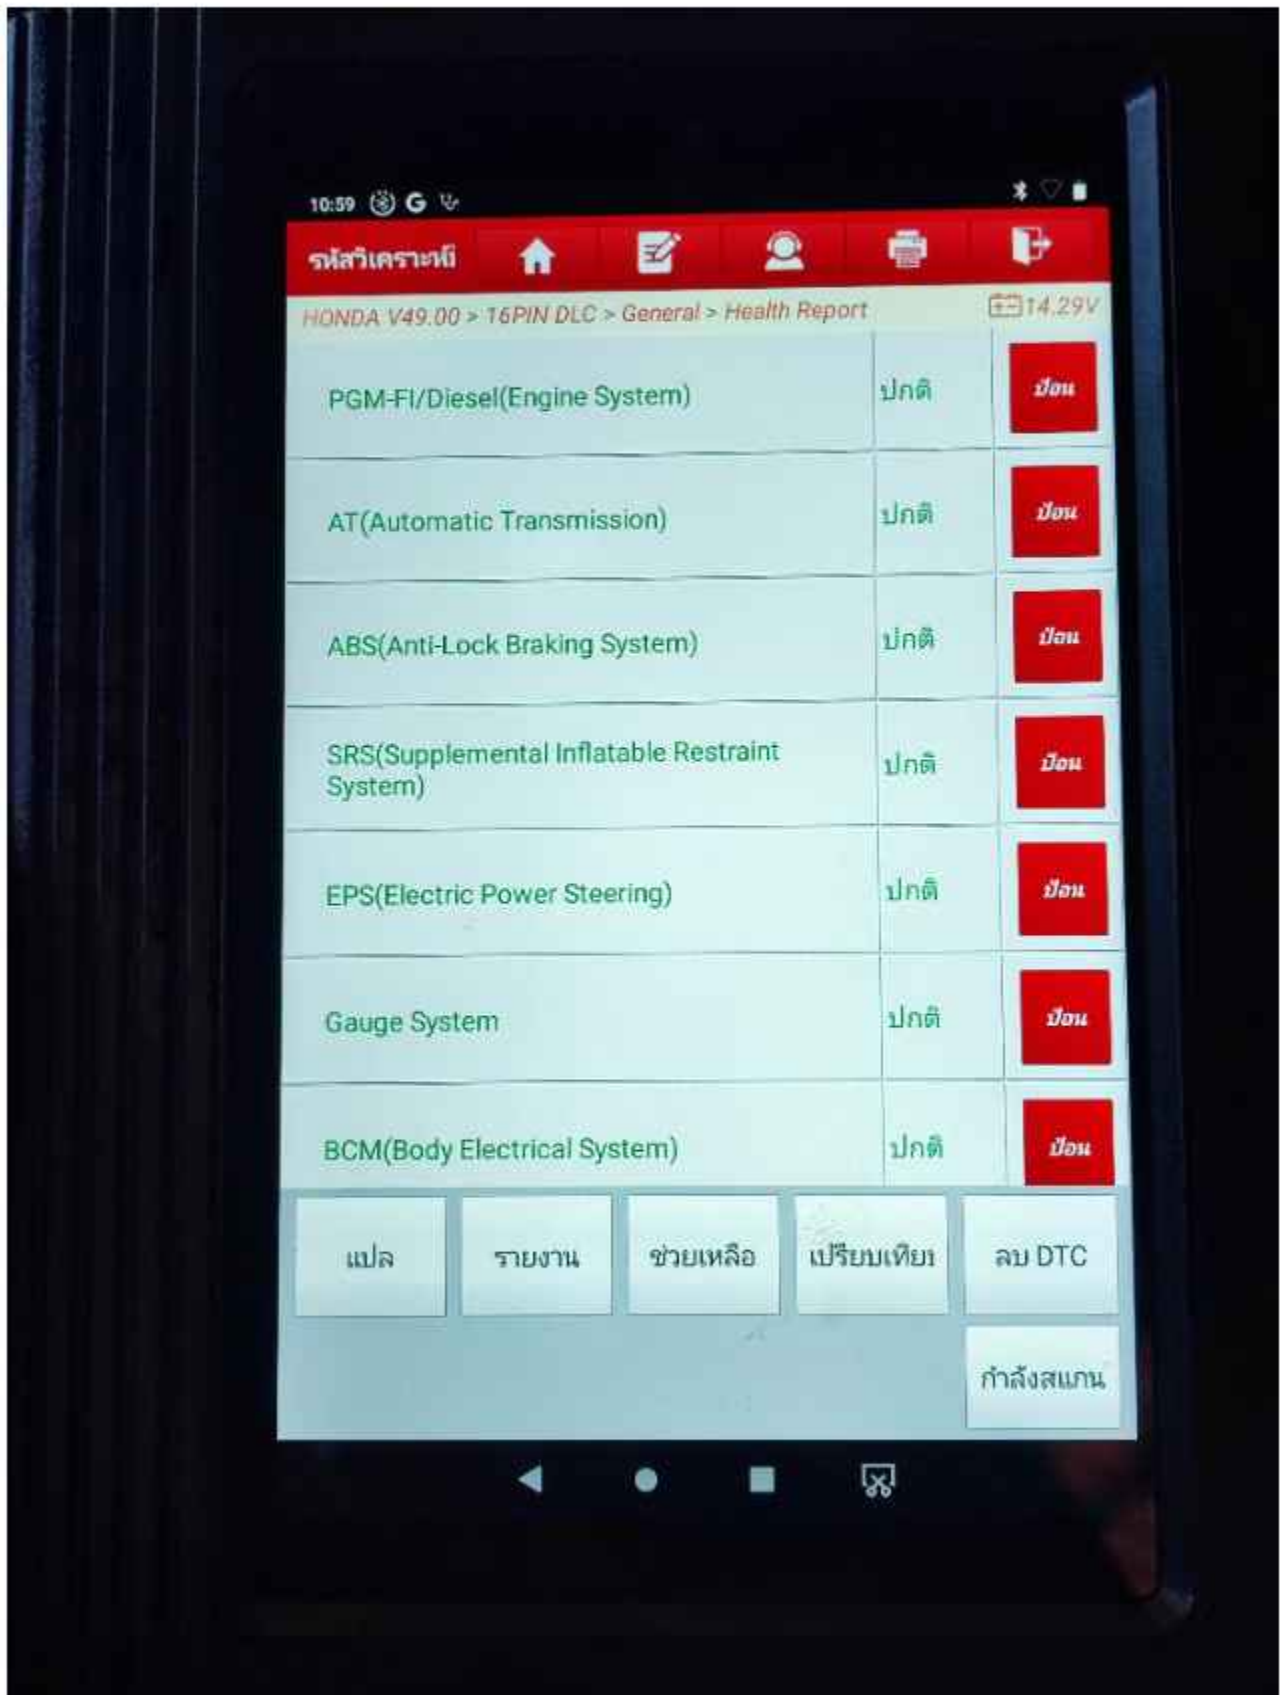 10:59
รหัสวิเคราะห์
HONDA V49.00 > 16PIN DLC > General > Health Report
14.29V
PGM-FI/Diesel(Engine System)
ปกติ
ป้อน
AT(Automatic Transmission)
ปกติ
ป้อน
ABS(Anti-Lock Braking System)
ปกติ
ป้อน
SRS(Supplemental Inflatable Restraint
System)
ปกติ
ป้อน
EPS(Electric Power Steering)
ปกติ
ป้อน
Gauge System
ปกติ
ป้อน
BCM(Body Electrical System)
ปกติ
ป้อน
แปล
รายงาน
ช่วยเหลือ
เปรียบเทียบ
ลบ DTC
กำลังสแกน